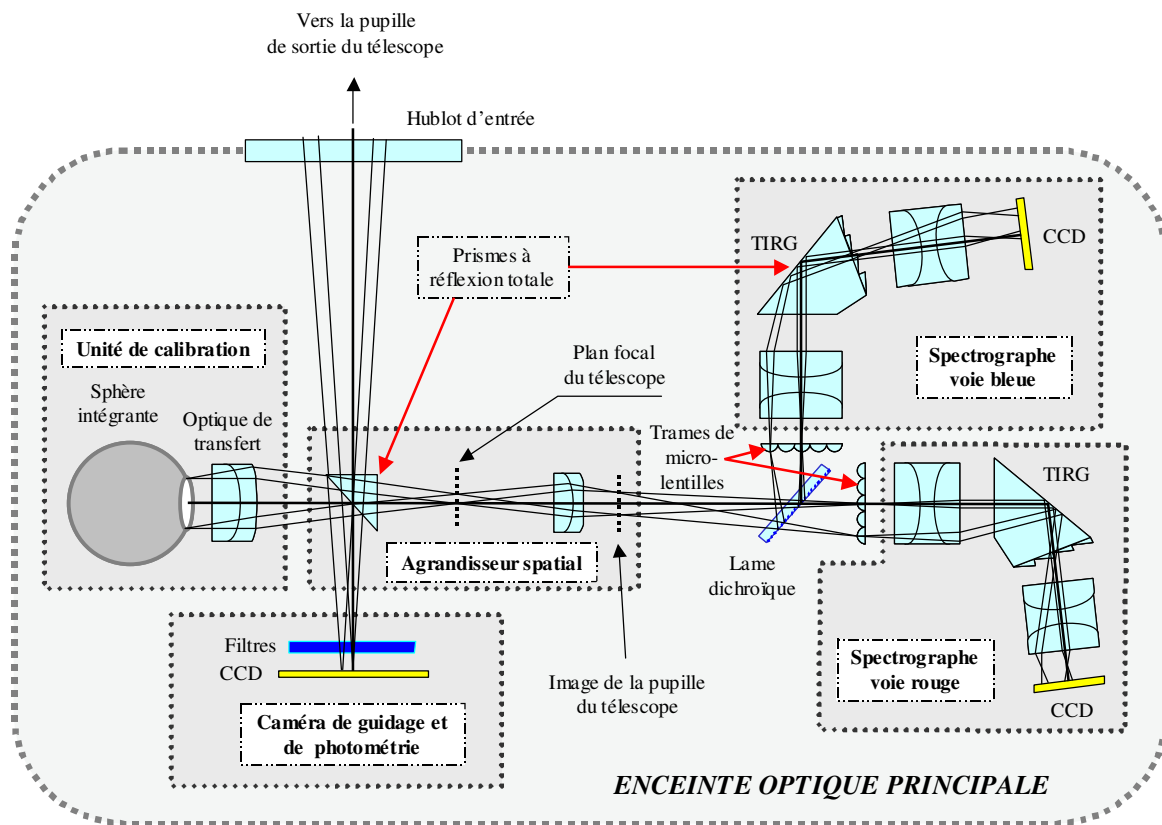 Vers la pupille
de sortie du télescope
Hublot d'entrée
TIRG
CCD
Prismes à
réflexion totale
Unité de calibration
Spectrographe
voie bleue
Plan focal
du télescope
Sphère
intégrante
Optique de
transfert
Trames de
micro-
lentilles
TIRG
Agrandisseur spatial
Lame
dichroïque
Filtres
CCD
Image de la pupille
du télescope
Spectrographe
voie rouge
CCD
Caméra de guidage et
de photométrie
ENCEINTE OPTIQUE PRINCIPALE